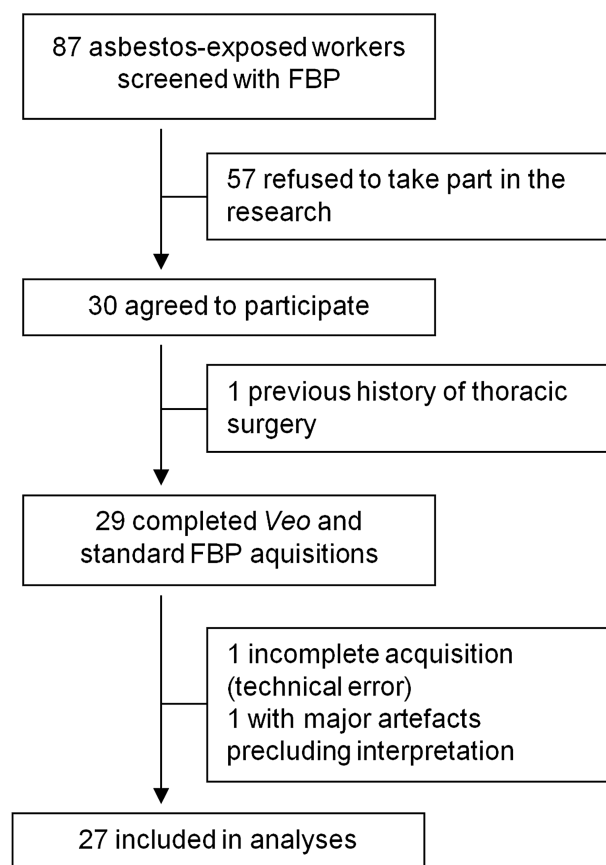 87 asbestos-exposed workers
screened with FBP
57 refused to take part in the
research
30 agreed to participate
1 previous history of thoracic
surgery
29 completed Veo and
standard FBP aquisitions
1 incomplete acquisition
(technical error)
1 with major artefacts
precluding interpretation
27 included in analyses